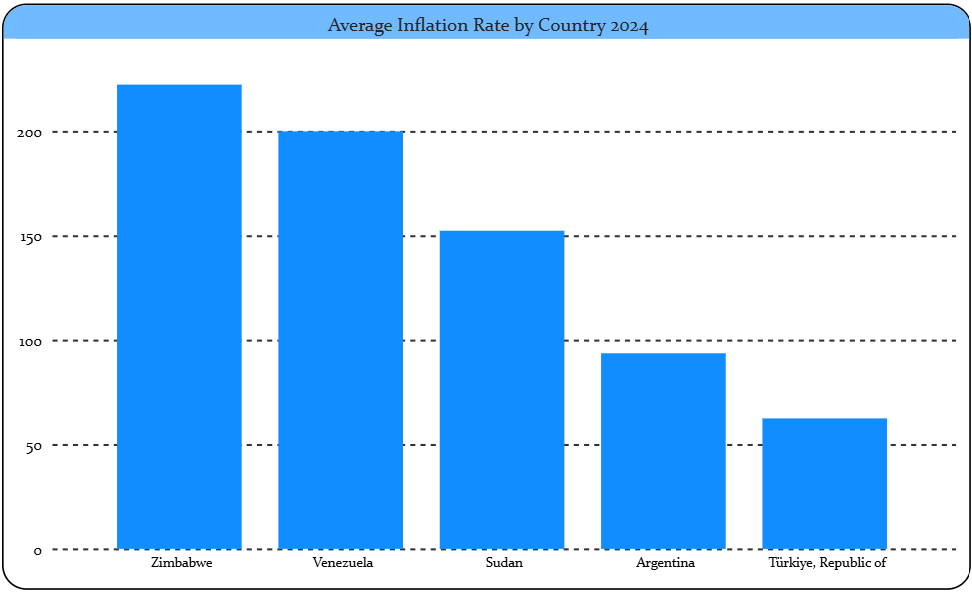 Average Inflation Rate by Country 2024
200
150
100
50
0
Zimbabwe Venezuela Sudan Argentina Türkiye, Republic of